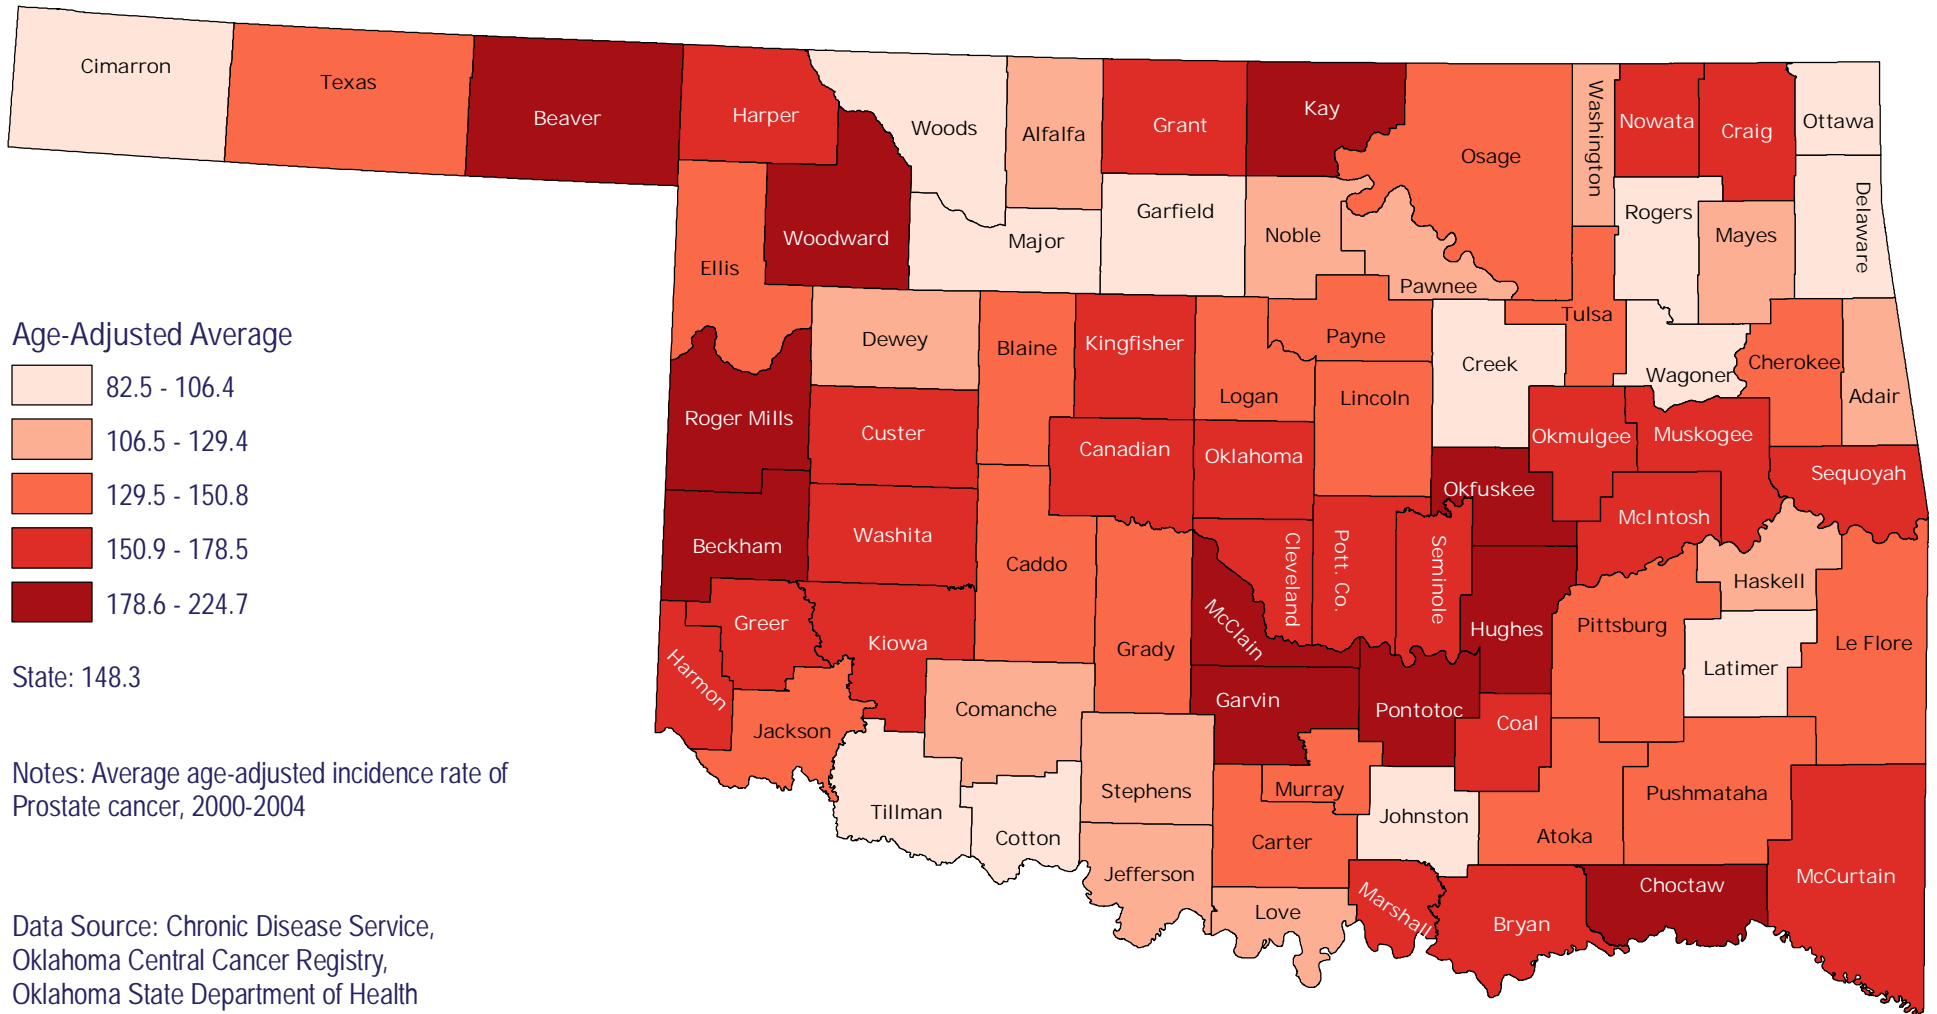 Cimarron
Texas
Beaver
Harper
Woods
Alfalfa
Grant
Kay
Osage
Washington
Nowata
Craig
Ottawa
Woodward
Ellis
Major
Garfield
Noble
Pawnee
Rogers
Mayes
Delaware
Dewey
Blaine
Kingfisher
Logan
Payne
Lincoln
Creek
Tulsa
Wagoner
Cherokee
Adair
Roger Mills
Custer
Canadian
Oklahoma
Okfuskee
Okmulgee
Muskogee
Sequoyah
Beckham
Washita
Caddo
Grady
McClain
Cleveland
Pott. Co.
Seminole
Hughes
McIntosh
Haskell
Pittsburg
Latimer
Le Flore
Harmon
Greer
Kiowa
Jackson
Comanche
Tillman
Cotton
Stephens
Jefferson
Garvin
Pontotoc
Coal
Murray
Carter
Johnston
Atoka
Pushmataha
Love
Marshall
Bryan
Choctaw
McCurtain
Age-Adjusted Average
82.5 - 106.4
106.5 - 129.4
129.5 - 150.8
150.9 - 178.5
178.6 - 224.7
State: 148.3
Notes: Average age-adjusted incidence rate of
Prostate cancer, 2000-2004
Data Source: Chronic Disease Service,
Oklahoma Central Cancer Registry,
Oklahoma State Department of Health